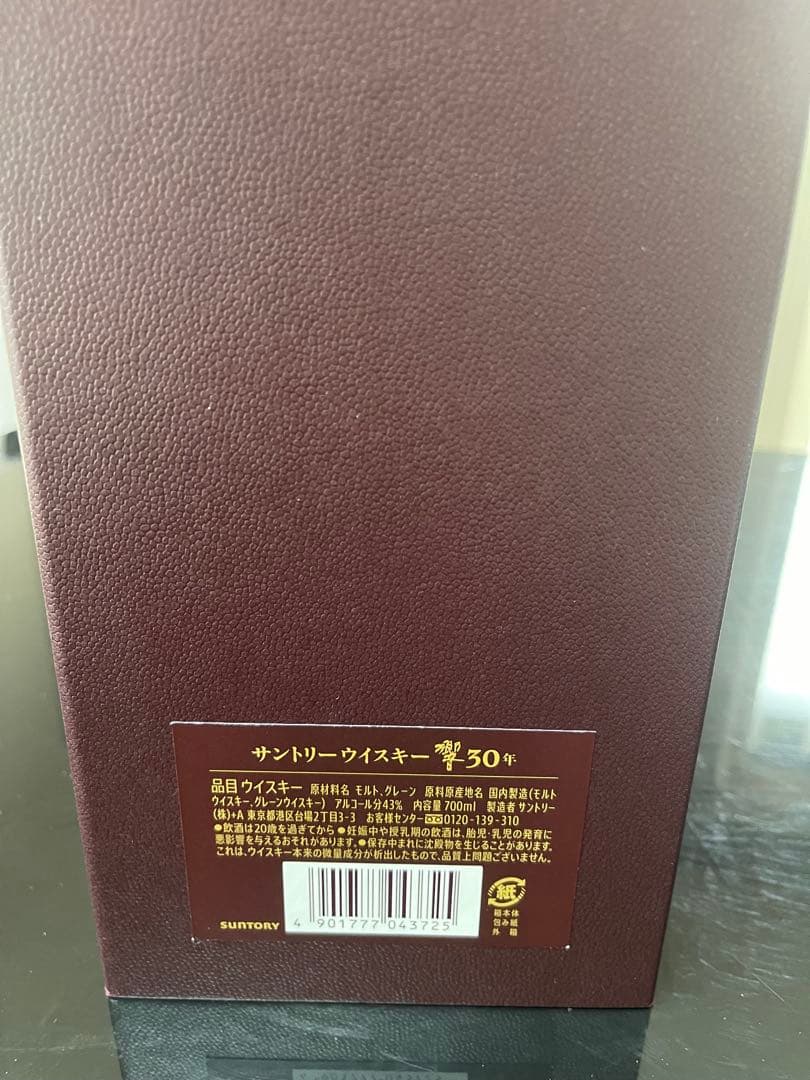 サントリーウイスキー 響 30年
品目 ウイスキー 原材料名 モルト、グレーン 原料原産地名 国内製造(モルト
ウイスキー、グレーンウイスキー) アルコール分43% 内容量700ml 製造者 サントリー
(株)+A 東京都港区台場2丁目3-3 お客様センター 0120-139-310
●飲酒は20歳を過ぎてから ●妊娠中や授乳期の飲酒は、胎児・乳児の発育に
悪影響を与えるおそれがあります。●保存中まれに沈殿物を生じることがあります。
これは、ウイスキー本来の微量成分が析出したもので、品質上問題ございません。
SUNTORY
4 901777 043725
紙
箱本体
包み紙
外 箱